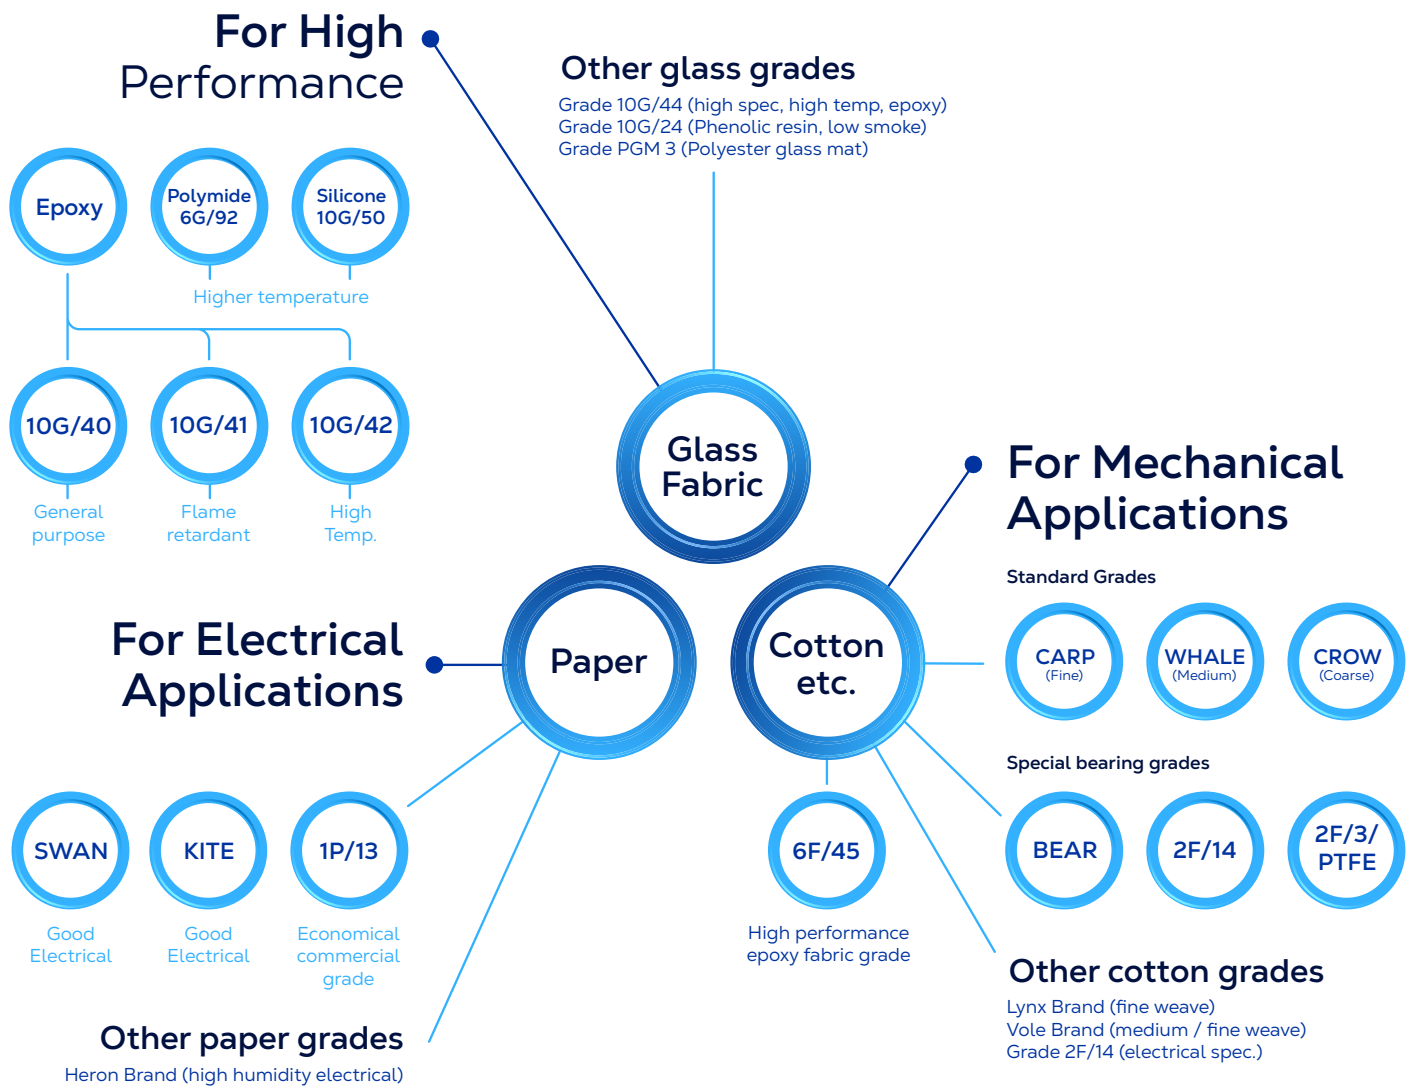 For High
Performance
Other glass grades
Grade 10G/44 (high spec, high temp, epoxy)
Grade 10G/24 (Phenolic resin, low smoke)
Grade PGM 3 (Polyester glass mat)
Epoxy
Polymide
6G/92
Silicone
10G/50
Higher temperature
10G/40
10G/41
10G/42
General
purpose
Flame
retardant
High
Temp.
Glass
Fabric
For Mechanical
Applications
Standard Grades
CARP
(Fine)
WHALE
(Medium)
CROW
(Coarse)
For Electrical
Applications
Paper
Cotton
etc.
Special bearing grades
BEAR
2F/14
2F/3/
PTFE
SWAN
KITE
1P/13
Good
Electrical
Good
Electrical
Economical
commercial
grade
6F/45
High performance
epoxy fabric grade
Other cotton grades
Lynx Brand (fine weave)
Vole Brand (medium / fine weave)
Grade 2F/14 (electrical spec.)
Other paper grades
Heron Brand (high humidity electrical)